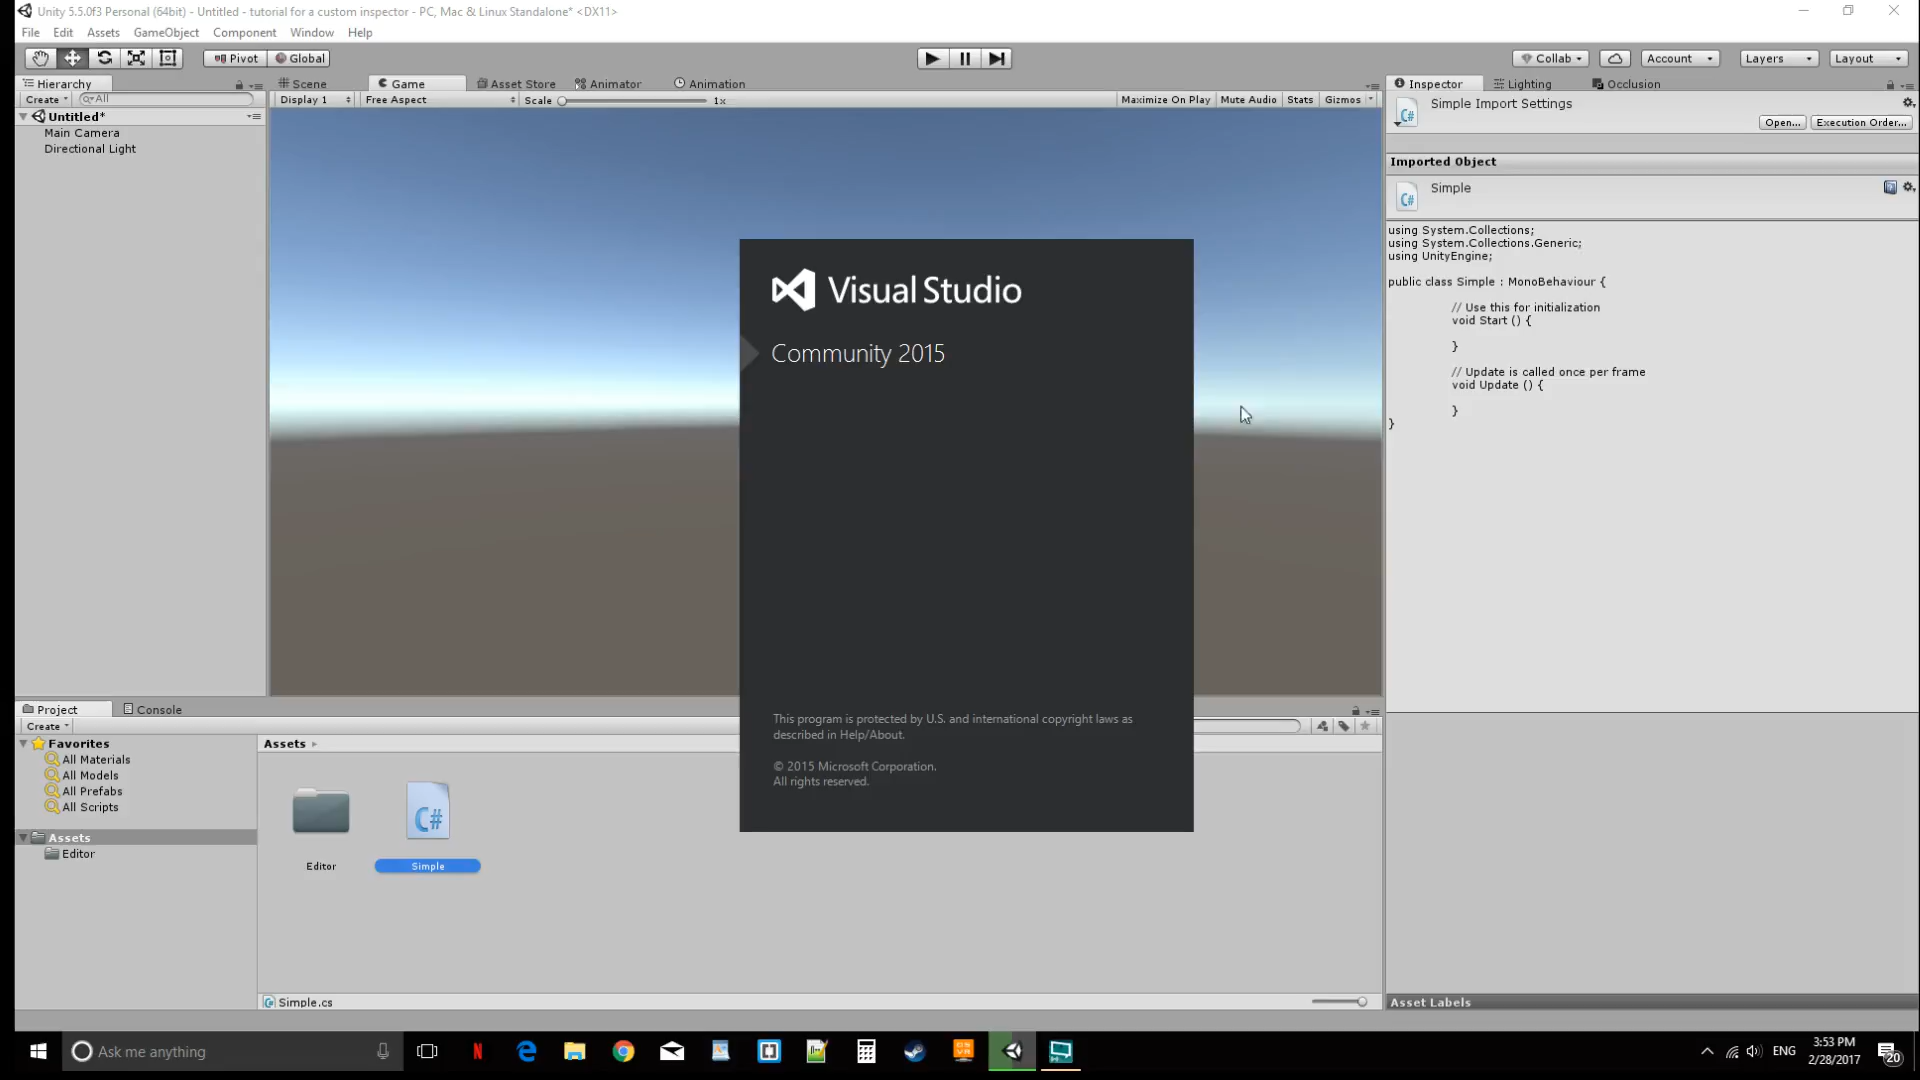 Unity 5.5.0f3 Personal (64bit) - Untitled - tutorial for a custom inspector - PC, Mac & Linux Standalone* <DX11>
File Edit Assets GameObject Component Window Help
Pivot Global Collab Account Layers Layout
Hierarchy
Create All
Untitled*
Main Camera
Directional Light
Scene Game Asset Store Animator Animation
Display 1 Free Aspect Scale 1x Maximize On Play Mute Audio Stats Gizmos
Visual Studio
Community 2015
This program is protected by U.S. and international copyright laws as
described in Help/About.
© 2015 Microsoft Corporation.
All rights reserved.
Inspector Lighting Occlusion
C# Simple Import Settings
Open... Execution Order...
Imported Object
C# Simple
using System.Collections;
using System.Collections.Generic;
using UnityEngine;
public class Simple : MonoBehaviour {
// Use this for initialization
void Start () {
}
// Update is called once per frame
void Update () {
}
}
Asset Labels
Project Console
Create
Favorites
All Materials
All Models
All Prefabs
All Scripts
Assets
Editor
Assets
C#
Editor Simple
Simple.cs
Ask me anything
ENG
3:53 PM
2/28/2017
20